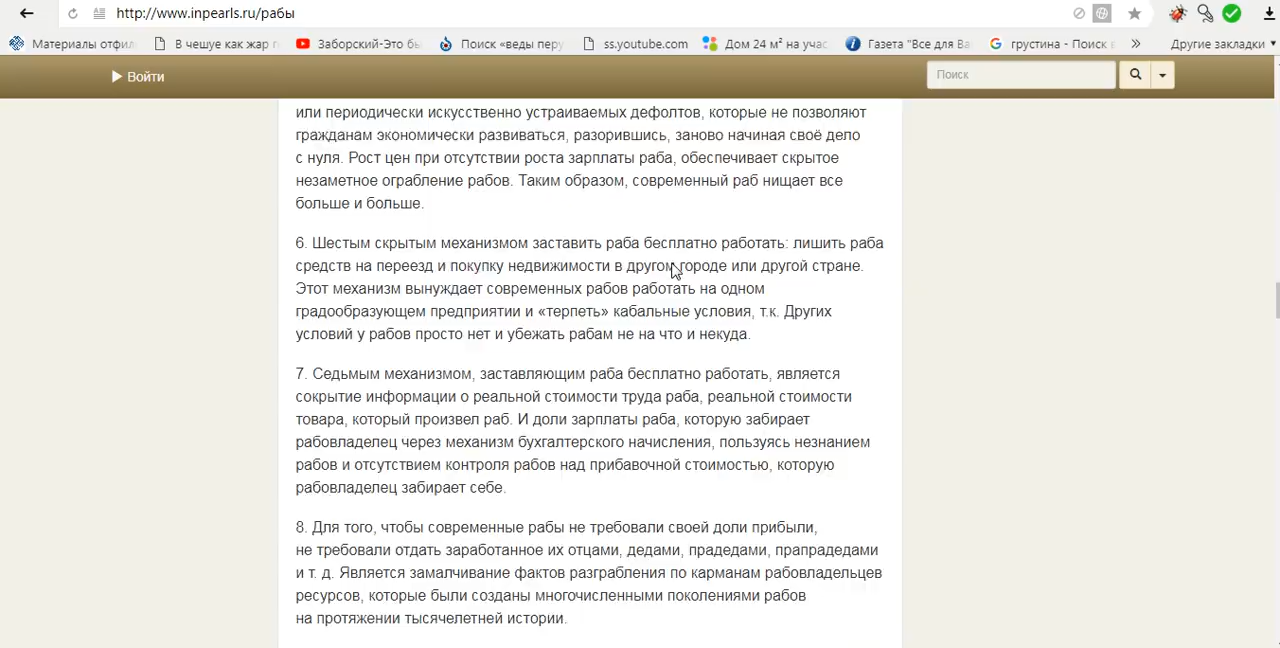 http://www.inpearls.ru/рабы
Материалы отфил
В чешуе как жар г
Заборский-Это бы
Поиск «веды перу
ss.youtube.com
Дом 24 м² на учас
Газета "Все для Ва
грустина - Поиск
»
Другие закладки
Войти
Поиск
или периодически искусственно устраиваемых дефолтов, которые не позволяют
гражданам экономически развиваться, разорившись, заново начиная своё дело
с нуля. Рост цен при отсутствии роста зарплаты раба, обеспечивает скрытое
незаметное ограбление рабов. Таким образом, современный раб нищает все
больше и больше.
6. Шестым скрытым механизмом заставить раба бесплатно работать: лишить раба
средств на переезд и покупку недвижимости в другом городе или другой стране.
Этот механизм вынуждает современных рабов работать на одном
градообразующем предприятии и «терпеть» кабальные условия, т.к. Других
условий у рабов просто нет и убежать рабам не на что и некуда.
7. Седьмым механизмом, заставляющим раба бесплатно работать, является
сокрытие информации о реальной стоимости труда раба, реальной стоимости
товара, который произвел раб. И доли зарплаты раба, которую забирает
рабовладелец через механизм бухгалтерского начисления, пользуясь незнанием
рабов и отсутствием контроля рабов над прибавочной стоимостью, которую
рабовладелец забирает себе.
8. Для того, чтобы современные рабы не требовали своей доли прибыли,
не требовали отдать заработанное их отцами, дедами, прадедами, прапрадедами
и т. д. Является замалчивание фактов разграбления по карманам рабовладельцев
ресурсов, которые были созданы многочисленными поколениями рабов
на протяжении тысячелетней истории.